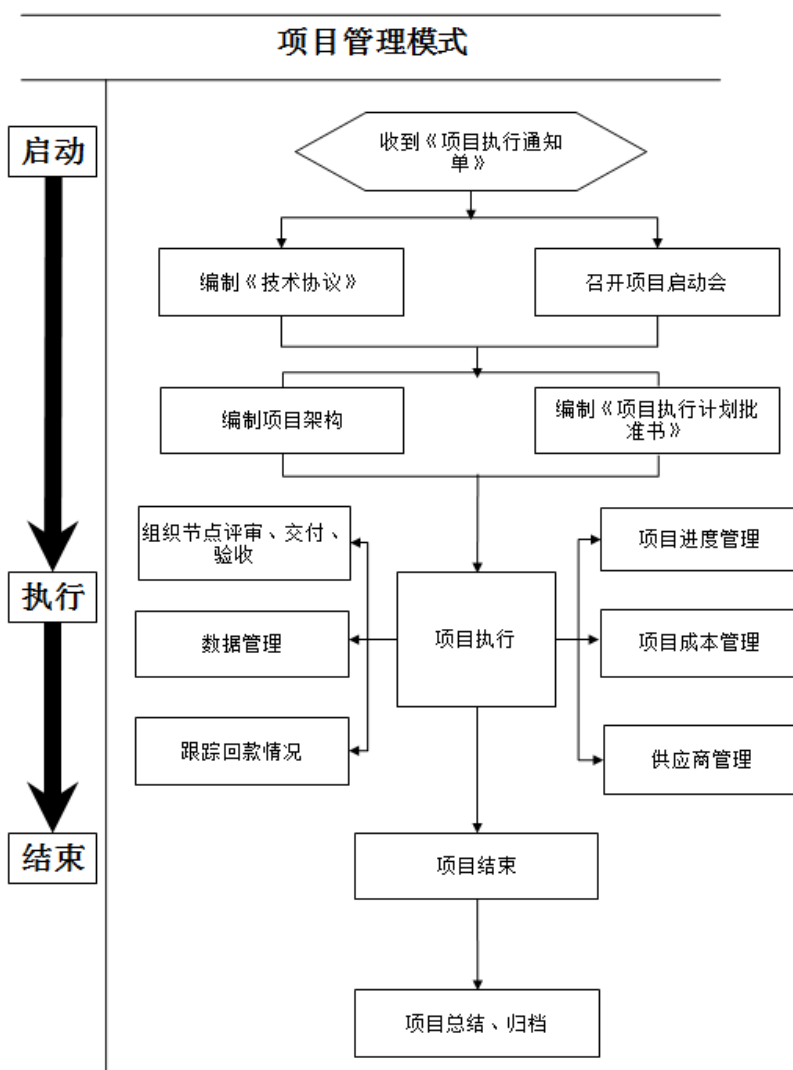 项目管理模式
启动
收到《项目执行通知
单》
编制《技术协议》
召开项目启动会
编制项目架构
编制《项目执行计划批
准书》
组织节点评审、交付、
验收
项目进度管理
执行
数据管理
项目执行
项目成本管理
跟踪回款情况
供应商管理
结束
项目结束
项目总结、归档